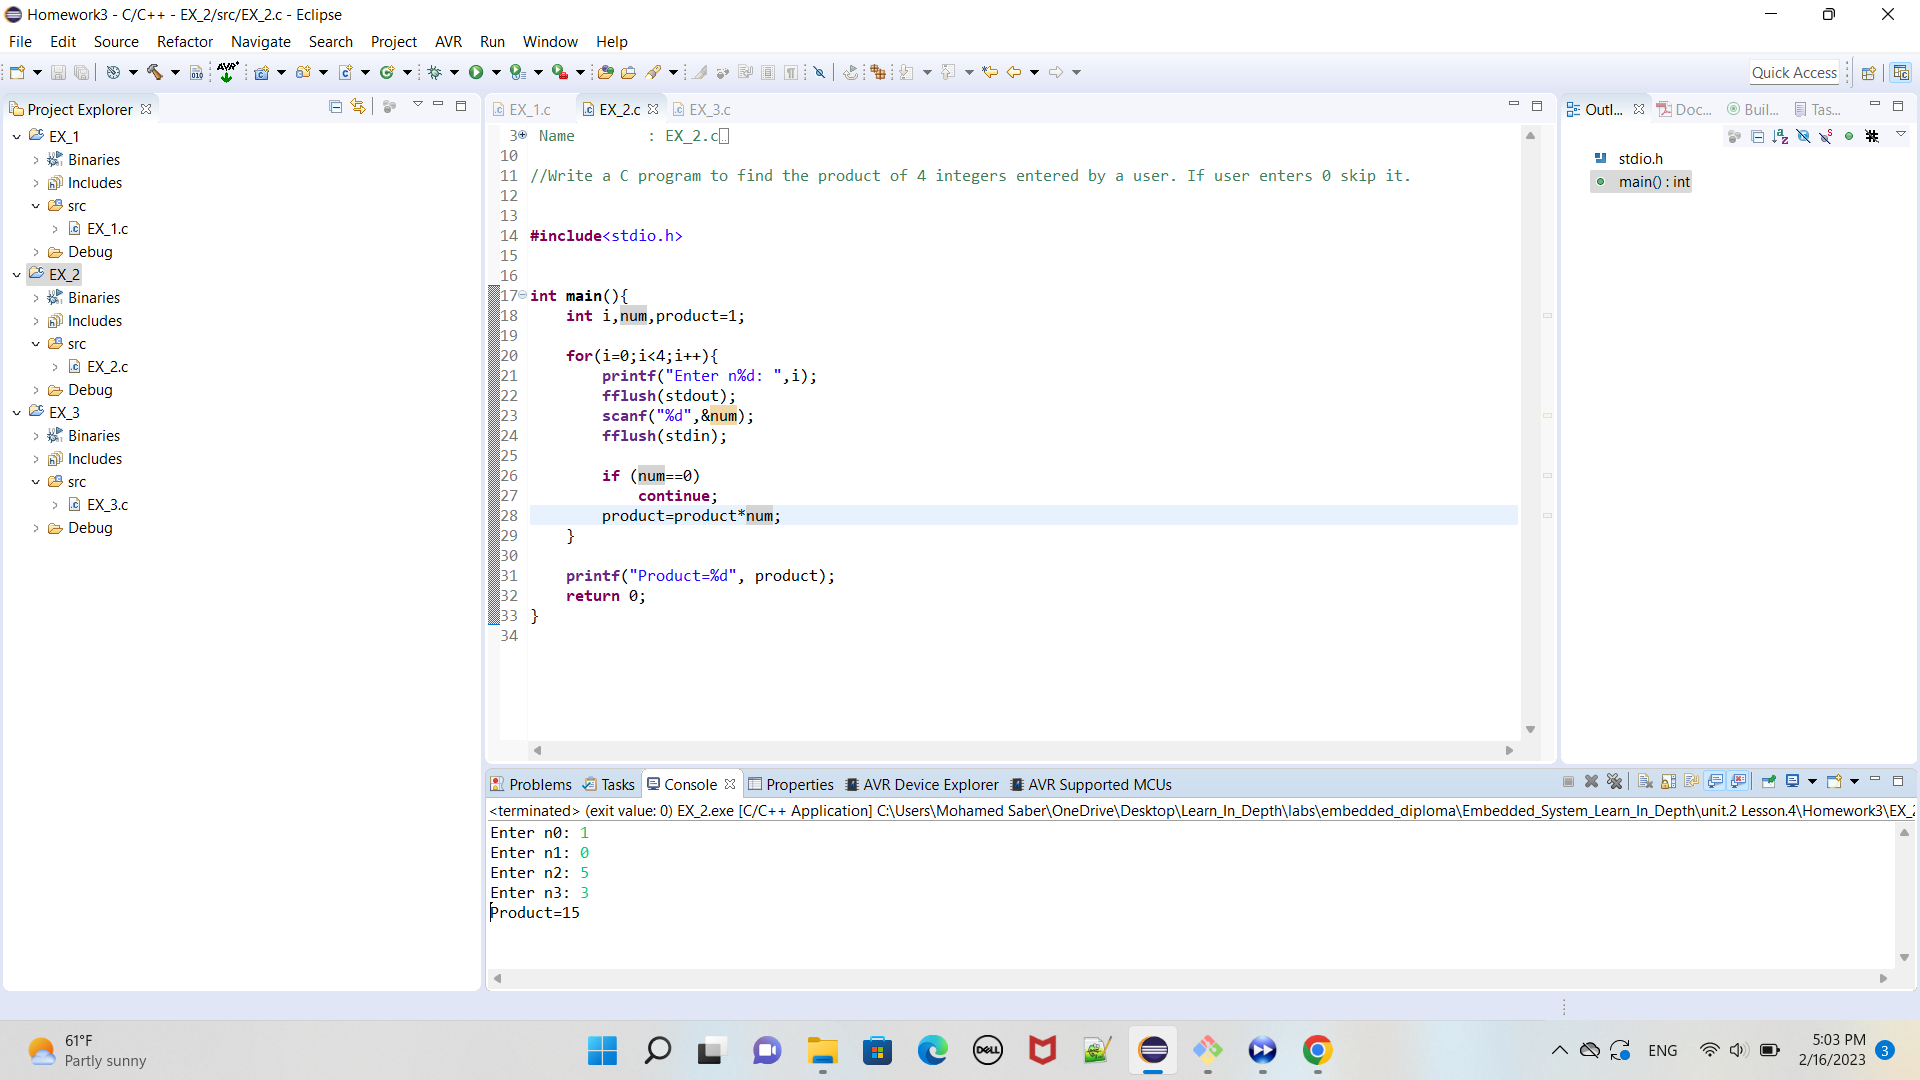 Homework3 - C/C++ - EX_2/src/EX_2.c - Eclipse
File Edit Source Refactor Navigate Search Project AVR Run Window Help
Quick Access
Project Explorer
EX_1
Binaries
Includes
src
EX_1.c
Debug
EX_2
Binaries
Includes
src
EX_2.c
Debug
EX_3
Binaries
Includes
src
EX_3.c
Debug
EX_1.c EX_2.c EX_3.c
3 Name : EX_2.c
10
11 //Write a C program to find the product of 4 integers entered by a user. If user enters 0 skip it.
12
13
14 #include<stdio.h>
15
16
17 int main(){
18 int i,num,product=1;
19
20 for(i=0;i<4;i++){
21 printf("Enter n%d: ",i);
22 fflush(stdout);
23 scanf("%d",&num);
24 fflush(stdin);
25
26 if (num==0)
27 continue;
28 product=product*num;
29 }
30
31 printf("Product=%d", product);
32 return 0;
33 }
34
Outl... Doc... Buil... Tas...
stdio.h
main() : int
Problems Tasks Console Properties AVR Device Explorer AVR Supported MCUs
<terminated> (exit value: 0) EX_2.exe [C/C++ Application] C:\Users\Mohamed Saber\OneDrive\Desktop\Learn_In_Depth\labs\embedded_diploma\Embedded_System_Learn_In_Depth\unit.2 Lesson.4\Homework3\EX_2
Enter n0: 1
Enter n1: 0
Enter n2: 5
Enter n3: 3
Product=15
61°F
Partly sunny
DELL
ENG
5:03 PM
2/16/2023
3